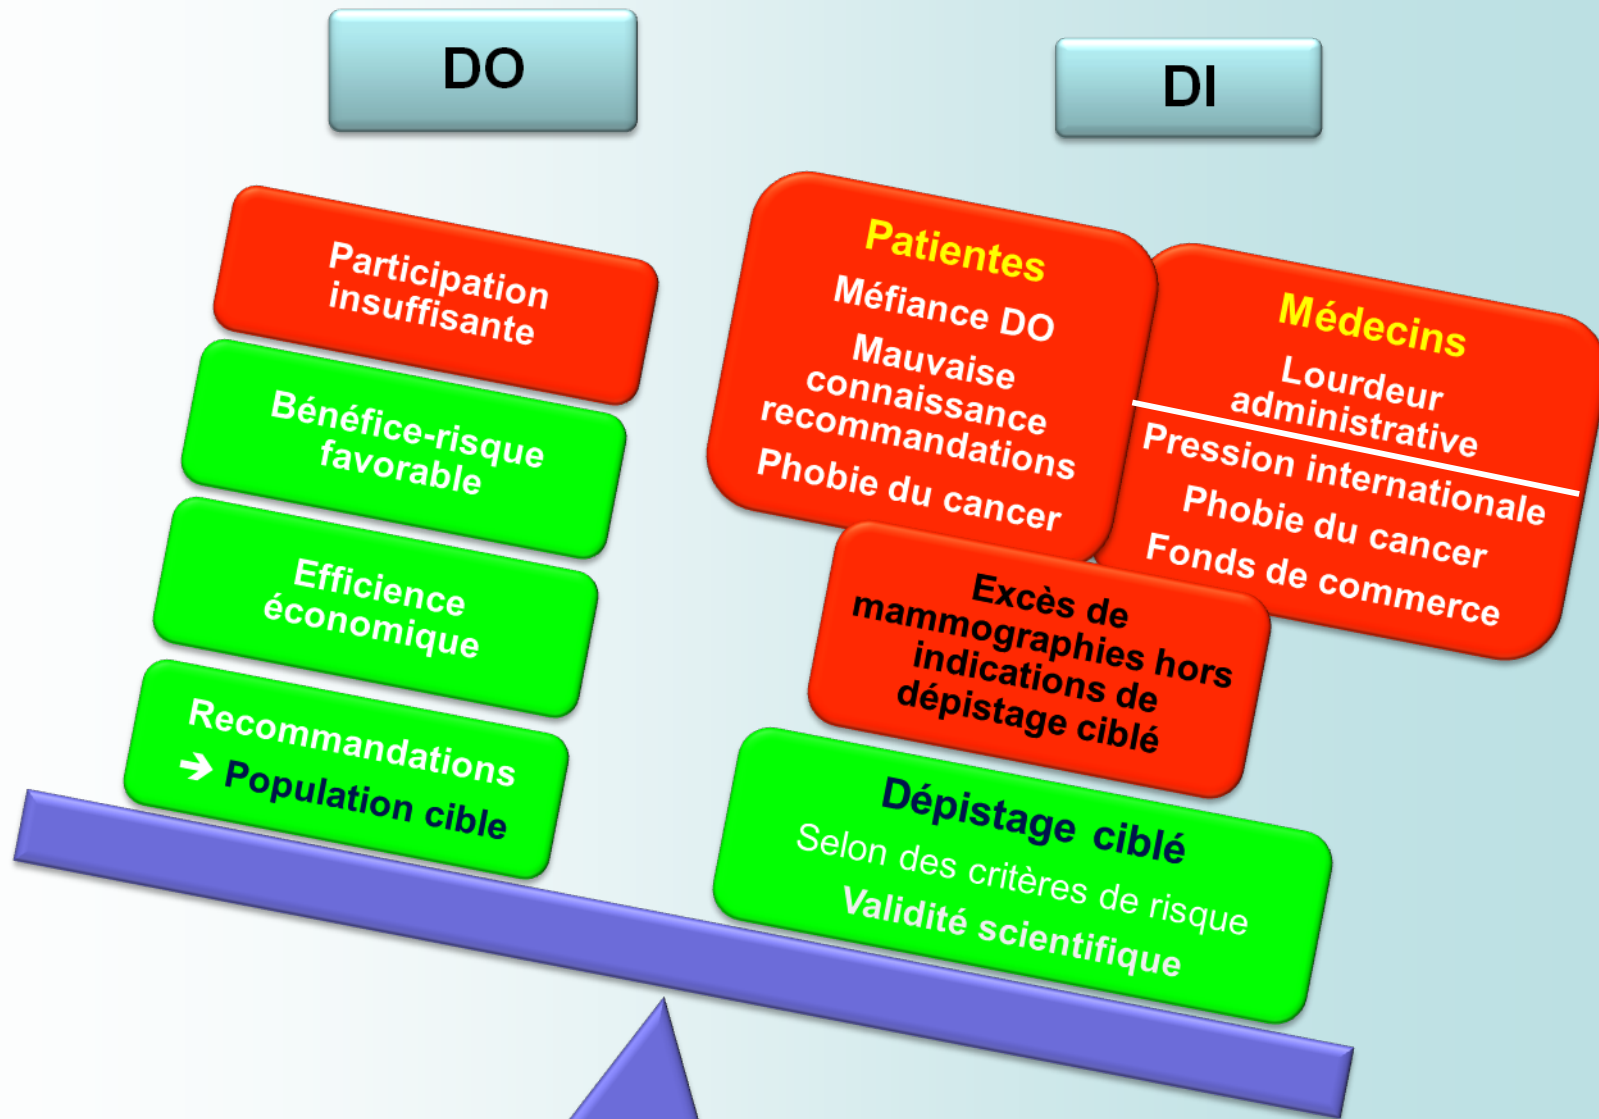 DO
DI
Participation
insuffisante
Bénéfice-risque
favorable
Efficience
économique
Recommandations
➔ Population cible
Patientes
Méfiance DO
Mauvaise
connaissance
recommandations
Phobie du cancer
Médecins
Lourdeur
administrative
Pression internationale
Phobie du cancer
Fonds de commerce
Excès de
mammographies hors
indications de
dépistage ciblé
Dépistage ciblé
Selon des critères de risque
Validité scientifique